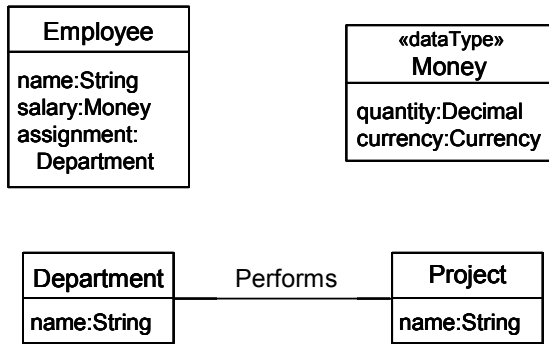 Employee
name:String
salary:Money
assignment:
Department
«dataType»
Money
quantity:Decimal
currency:Currency
Department
name:String
Performs
Project
name:String